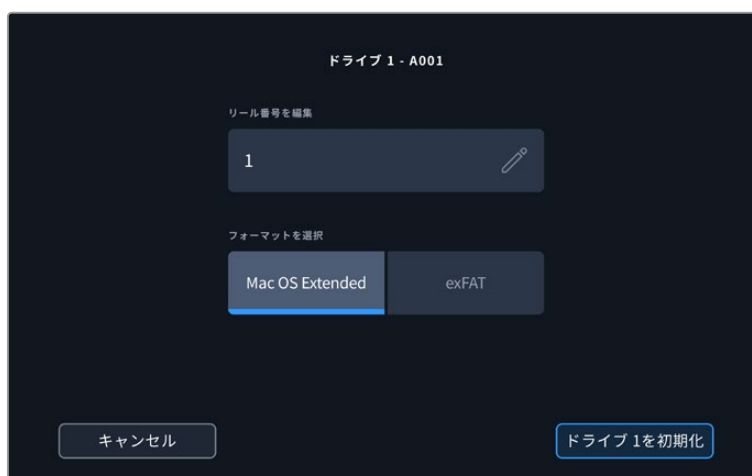 ドライブ 1 - A001
リール番号を編集
1
フォーマットを選択
Mac OS Extended
exFAT
キャンセル
ドライブ 1を初期化